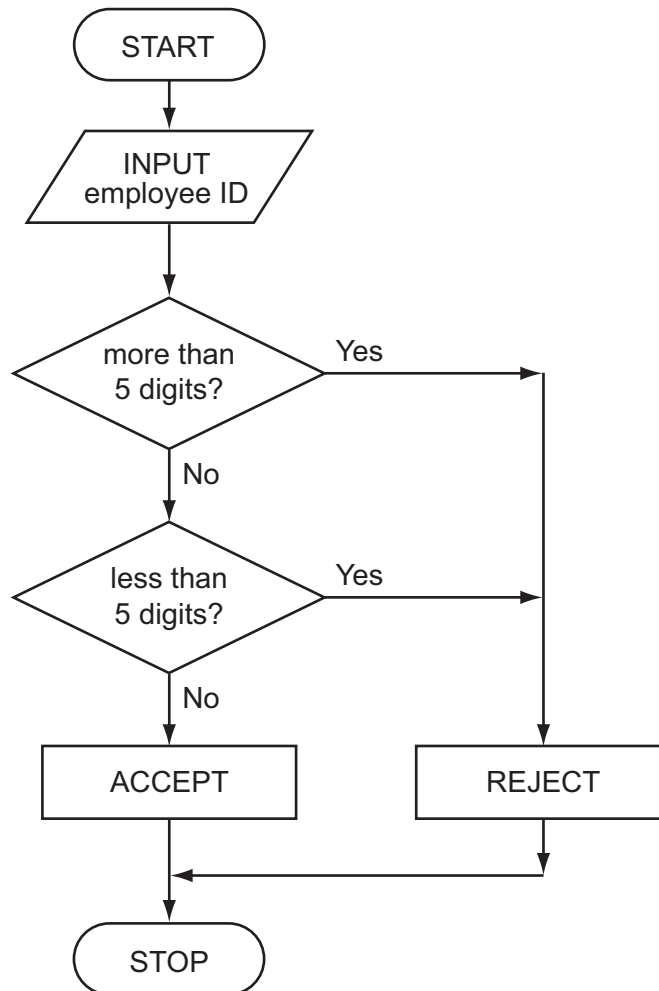 START
INPUT
employee ID
more than
5 digits?
Yes
No
less than
5 digits?
Yes
No
ACCEPT
REJECT
STOP